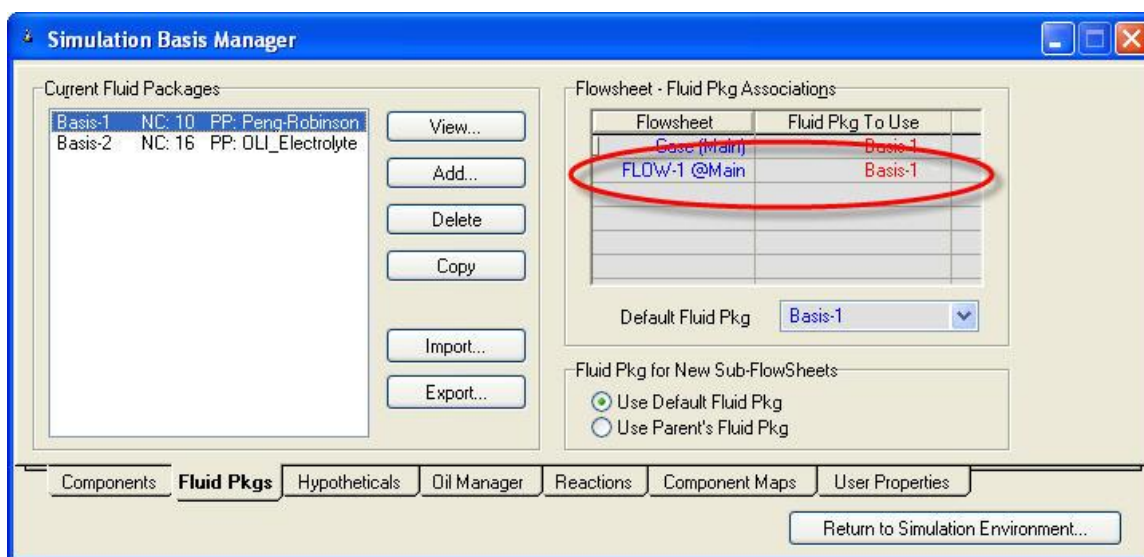 Simulation Basis Manager
Current Fluid Packages
Basis-1 NC: 10 PP: Peng-Robinson
Basis-2 NC: 16 PP: OLI_Electrolyte
View...
Add...
Delete
Copy
Import...
Export...
Flowsheet - Fluid Pkg Associations
Flowsheet Fluid Pkg To Use
Case (Main) Basis-1
FLOW-1 @Main Basis-1
Default Fluid Pkg Basis-1
Fluid Pkg for New Sub-FlowSheets
Use Default Fluid Pkg
Use Parent's Fluid Pkg
Components Fluid Pkgs Hypotheticals Oil Manager Reactions Component Maps User Properties
Return to Simulation Environment...